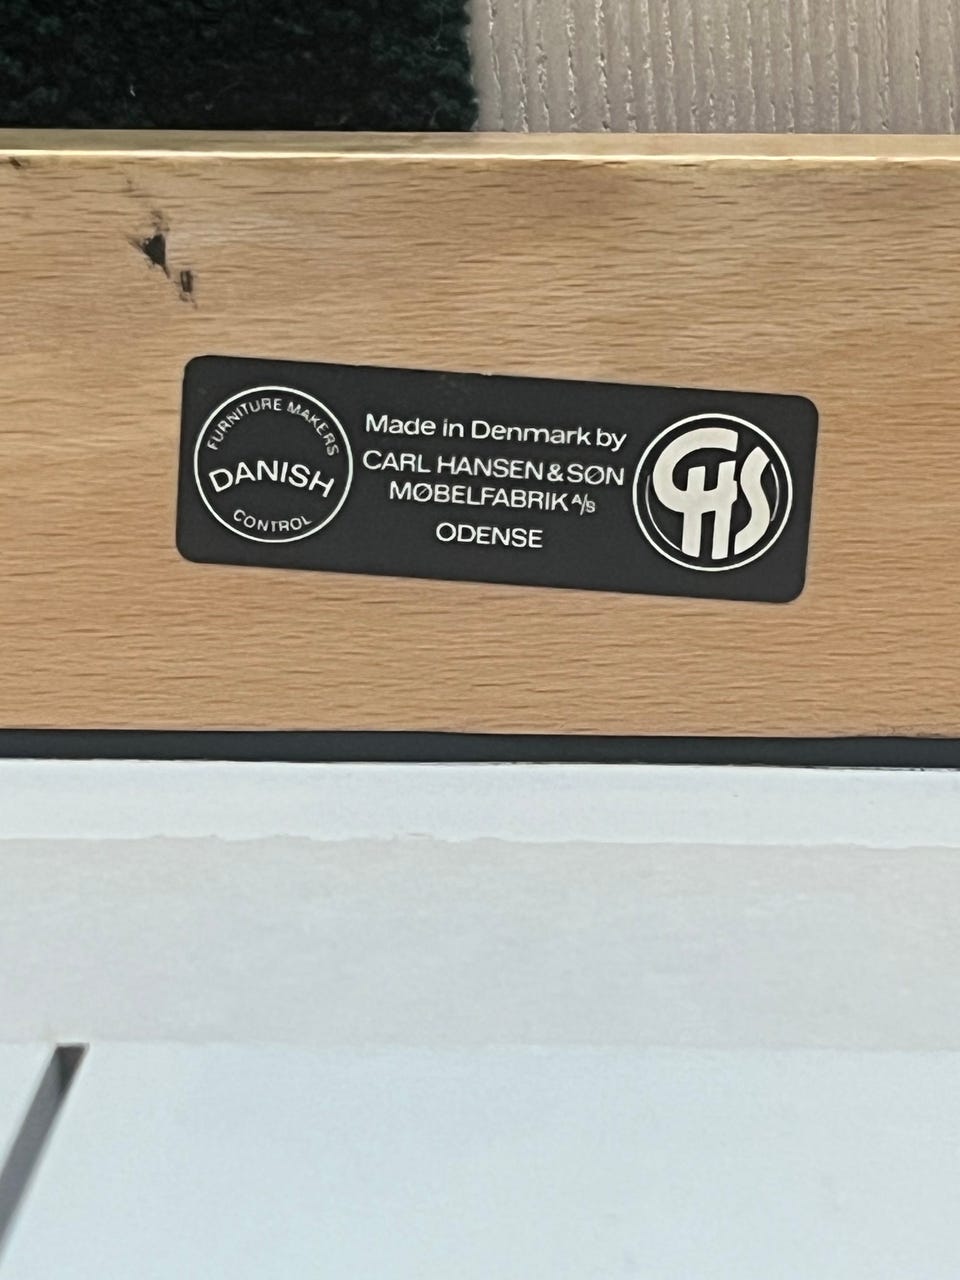 FURNITURE MAKERS
DANISH
CONTROL
Made in Denmark by
CARL HANSEN & SØN
MØBELFABRIK A/S
ODENSE
CHS